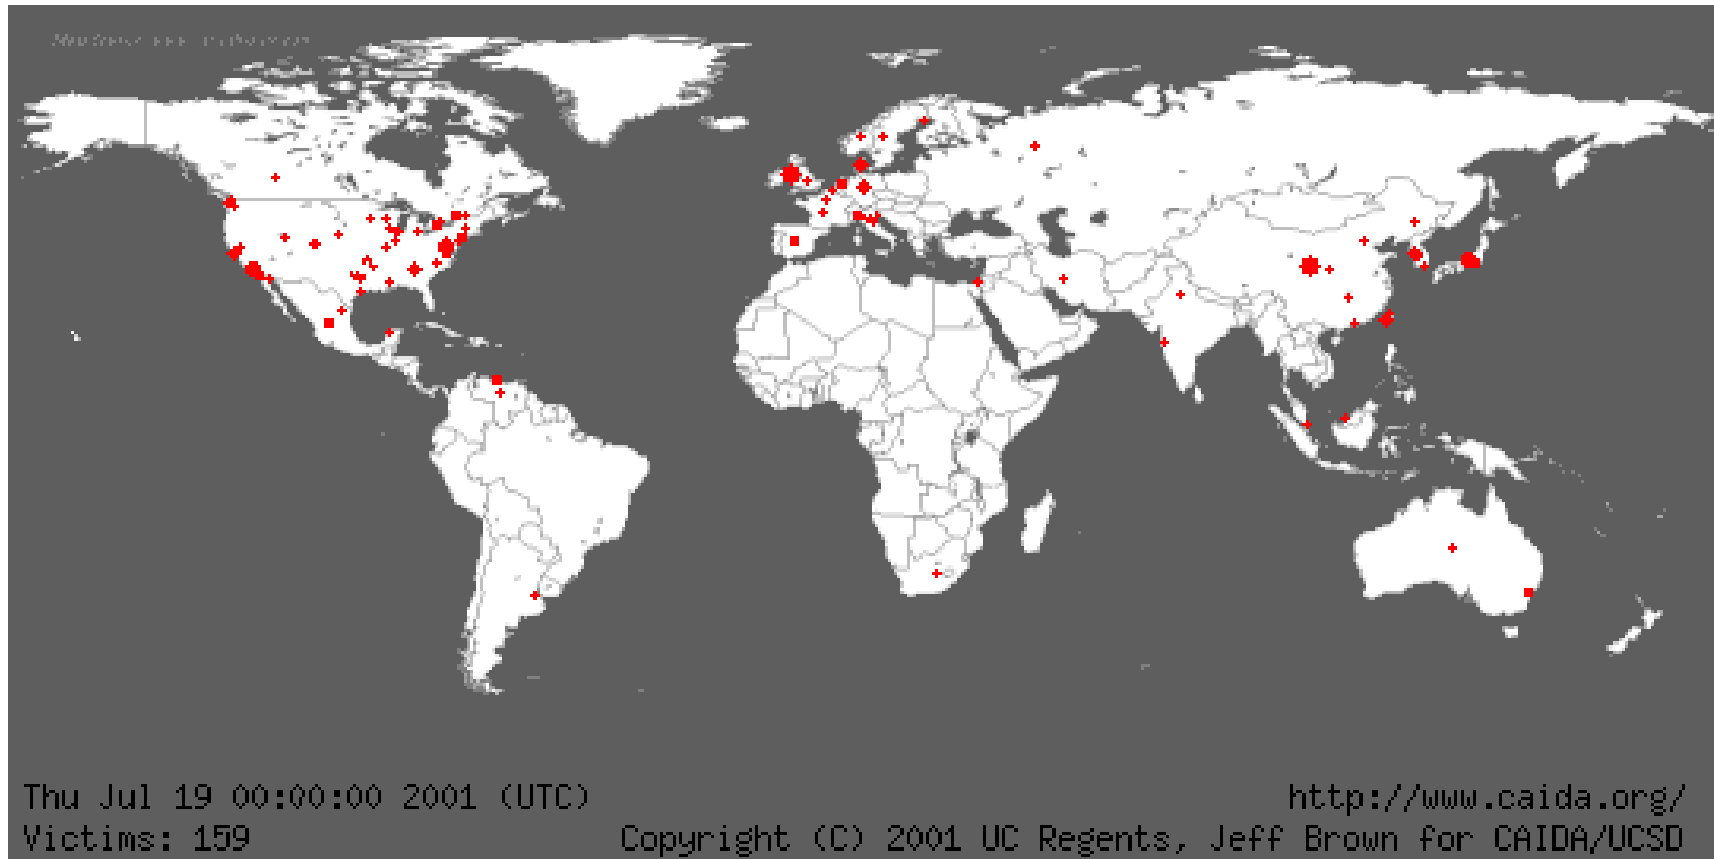 Thu Jul 19 00:00:00 2001 (UTC)
http://www.caida.org/
Victims: 159
Copyright (C) 2001 UC Regents, Jeff Brown for CAIDA/UCSD